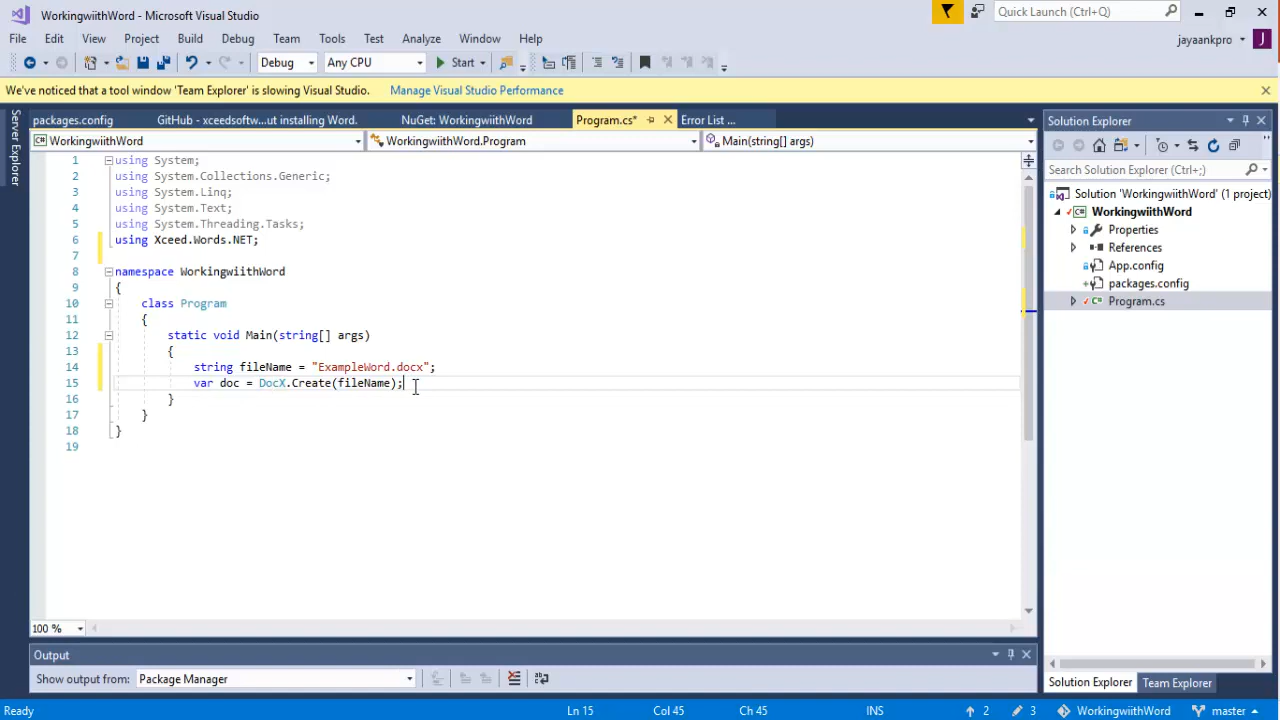 WorkingwiithWord - Microsoft Visual Studio
Quick Launch (Ctrl+Q)
File Edit View Project Build Debug Team Tools Test Analyze Window Help
jayaankpro J
Debug Any CPU Start
We've noticed that a tool window 'Team Explorer' is slowing Visual Studio. Manage Visual Studio Performance
Server Explorer
packages.config GitHub - xceedsoftw...ut installing Word. NuGet: WorkingwiithWord Program.cs* Error List ...
WorkingwiithWord WorkingwiithWord.Program Main(string[] args)
1 using System;
2 using System.Collections.Generic;
3 using System.Linq;
4 using System.Text;
5 using System.Threading.Tasks;
6 using Xceed.Words.NET;
7
8 namespace WorkingwiithWord
9 {
10 class Program
11 {
12 static void Main(string[] args)
13 {
14 string fileName = "ExampleWord.docx";
15 var doc = DocX.Create(fileName);
16 }
17 }
18 }
19
100 %
Solution Explorer
Search Solution Explorer (Ctrl+;)
Solution 'WorkingwiithWord' (1 project)
WorkingwiithWord
Properties
References
App.config
packages.config
Program.cs
Solution Explorer Team Explorer
Output
Show output from: Package Manager
Ready Ln 15 Col 45 Ch 45 INS 2 3 WorkingwiithWord master